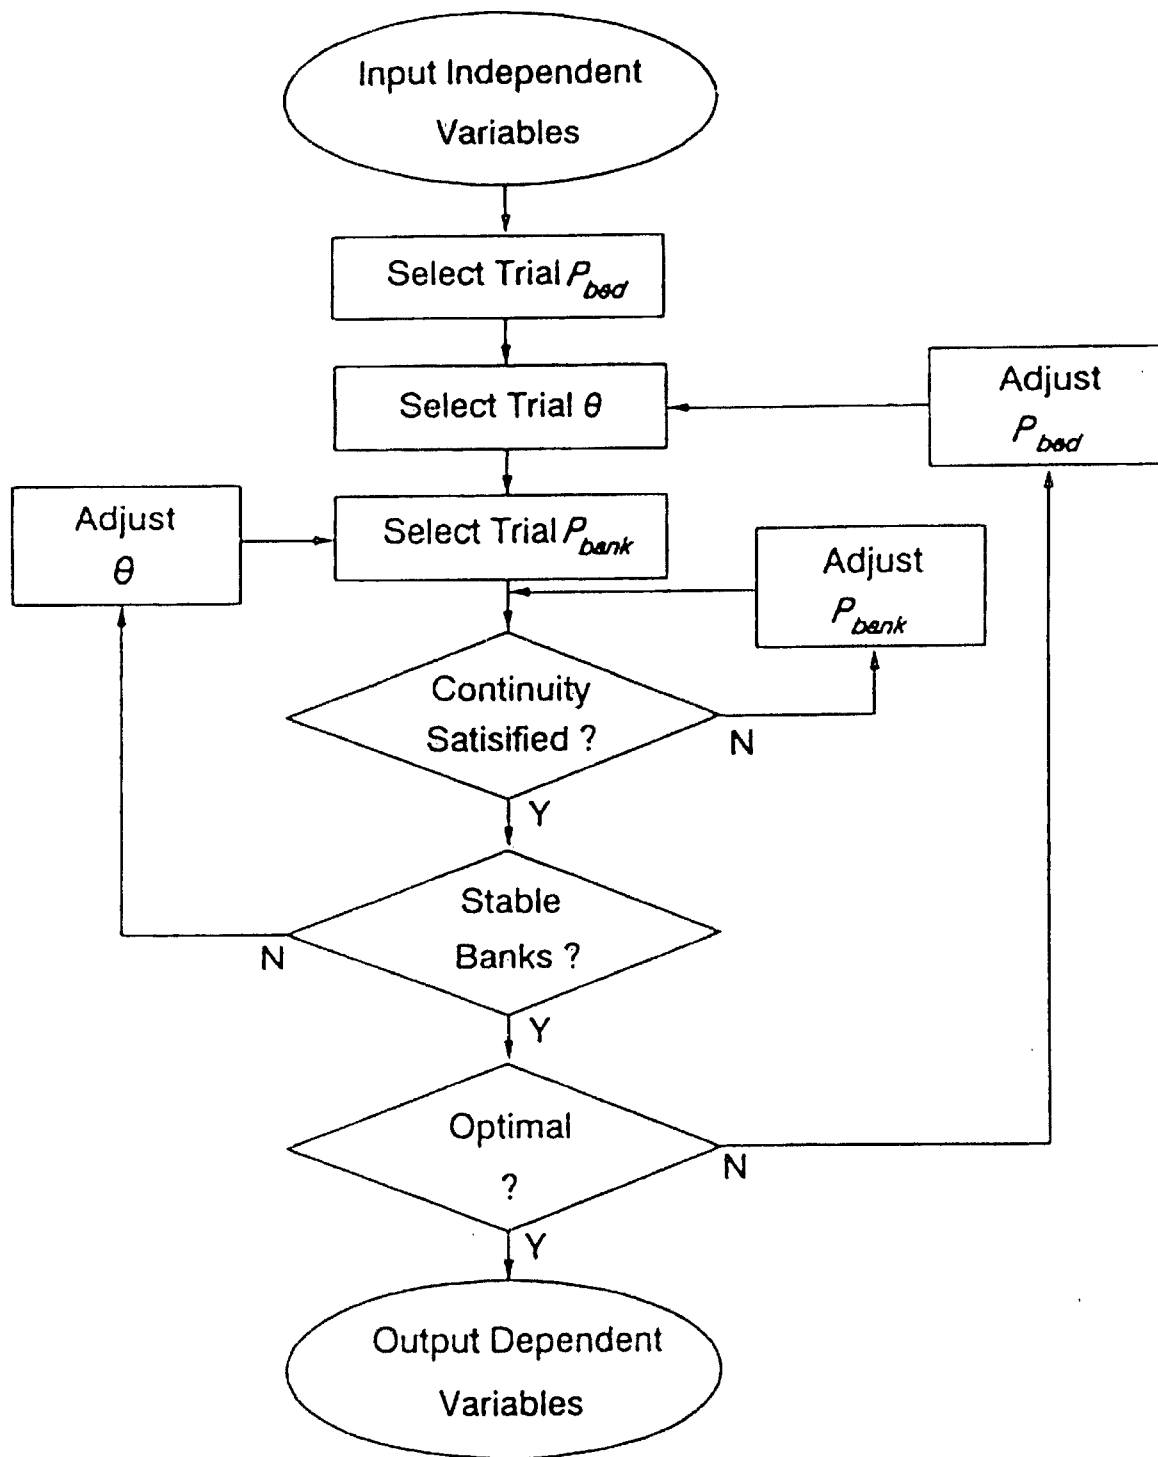 Input Independent
Variables
Select Trial P_bed
Select Trial θ
Adjust
P_bed
Adjust
θ
Select Trial P_bank
Adjust
P_bank
Continuity
Satisified ?
N
Y
Stable
Banks ?
N
Y
Optimal
?
N
Y
Output Dependent
Variables